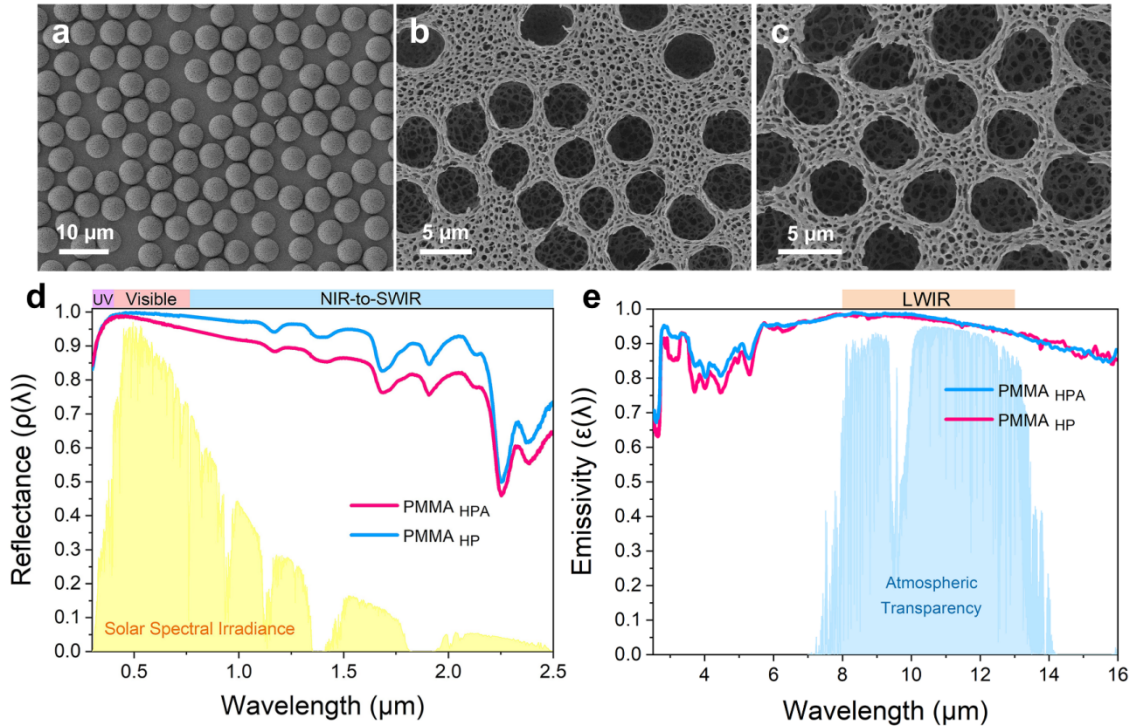 a
10 µm
b
5 µm
c
5 µm
d
UV
Visible
NIR-to-SWIR
1.0
0.9
0.8
0.7
0.6
0.5
0.4
0.3
0.2
0.1
0.0
Reflectance (ρ(λ))
PMMA HPA
PMMA HP
Solar Spectral Irradiance
0.5
1.0
1.5
2.0
2.5
Wavelength (µm)
e
LWIR
1.0
0.9
0.8
0.7
0.6
0.5
0.4
0.3
0.2
0.1
0.0
Emissivity (ε(λ))
PMMA HPA
PMMA HP
Atmospheric
Transparency
4
6
8
10
12
14
16
Wavelength (µm)